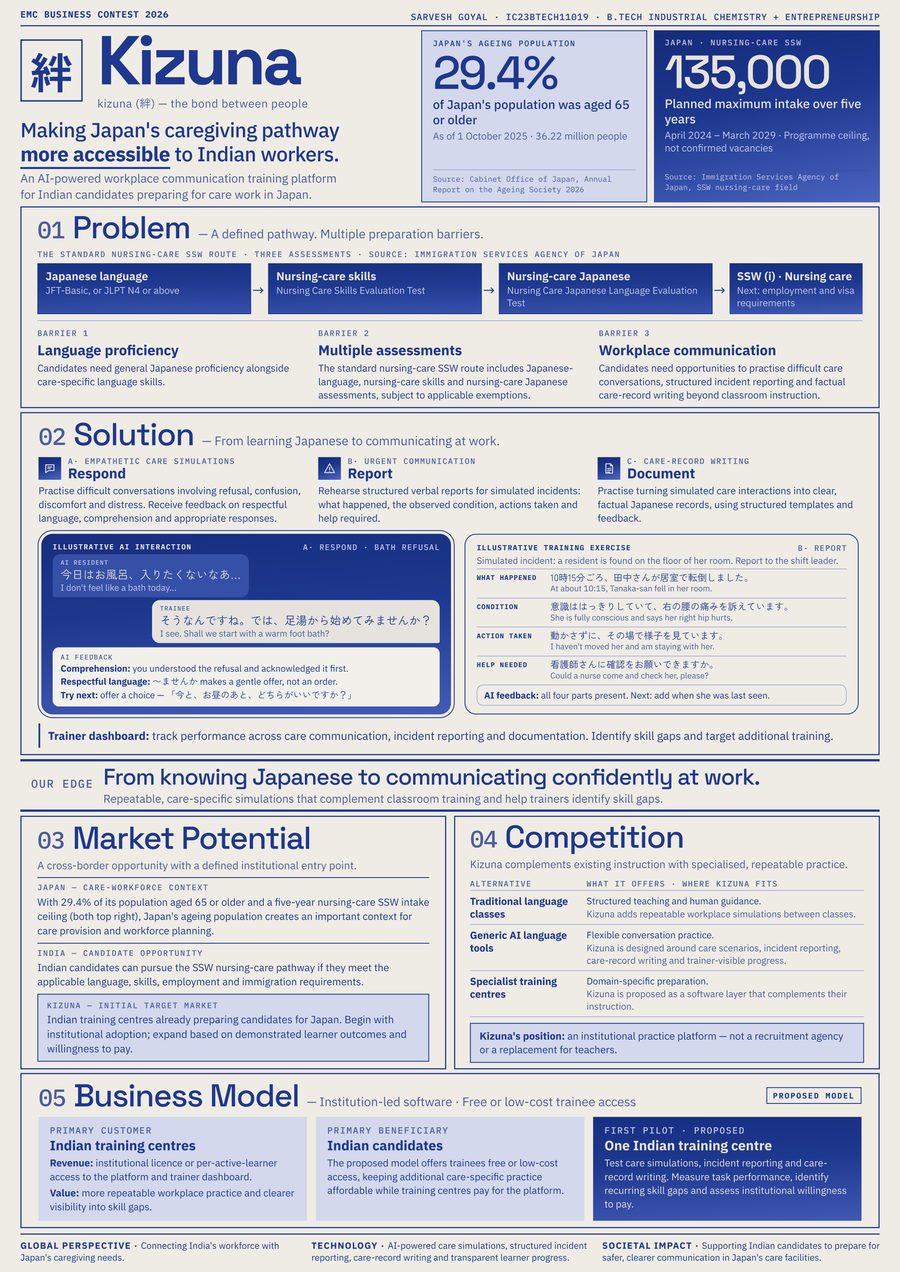 EMC BUSINESS CONTEST 2026
SARVESH GOYAL · IC23BTECH11019 · B.TECH INDUSTRIAL CHEMISTRY + ENTREPRENEURSHIP
絆
Kizuna
kizuna (絆) — the bond between people
Making Japan's caregiving pathway
more accessible to Indian workers.
An AI-powered workplace communication training platform
for Indian candidates preparing for care work in Japan.
JAPAN'S AGEING POPULATION
29.4%
of Japan's population was aged 65
or older
As of 1 October 2025 · 36.22 million people
Source: Cabinet Office of Japan, Annual
Report on the Ageing Society 2026
JAPAN · NURSING-CARE SSW
135,000
Planned maximum intake over five
years
April 2024 – March 2029 · Programme ceiling,
not confirmed vacancies
Source: Immigration Services Agency of
Japan, SSW nursing-care field
01 Problem — A defined pathway. Multiple preparation barriers.
THE STANDARD NURSING-CARE SSW ROUTE · THREE ASSESSMENTS · SOURCE: IMMIGRATION SERVICES AGENCY OF JAPAN
Japanese language
JFT-Basic, or JLPT N4 or above
→
Nursing-care skills
Nursing Care Skills Evaluation Test
→
Nursing-care Japanese
Nursing Care Japanese Language Evaluation
Test
→
SSW (i) · Nursing care
Next: employment and visa
requirements
BARRIER 1
Language proficiency
Candidates need general Japanese proficiency alongside
care-specific language skills.
BARRIER 2
Multiple assessments
The standard nursing-care SSW route includes Japanese-
language, nursing-care skills and nursing-care Japanese
assessments, subject to applicable exemptions.
BARRIER 3
Workplace communication
Candidates need opportunities to practise difficult care
conversations, structured incident reporting and factual
care-record writing beyond classroom instruction.
02 Solution — From learning Japanese to communicating at work.
A· EMPATHETIC CARE SIMULATIONS
Respond
Practise difficult conversations involving refusal, confusion,
discomfort and distress. Receive feedback on respectful
language, comprehension and appropriate responses.
B· URGENT COMMUNICATION
Report
Rehearse structured verbal reports for simulated incidents:
what happened, the observed condition, actions taken and
help required.
C· CARE-RECORD WRITING
Document
Practise turning simulated care interactions into clear,
factual Japanese records, using structured templates and
feedback.
ILLUSTRATIVE AI INTERACTION
A· RESPOND · BATH REFUSAL
AI RESIDENT
今日はお風呂、入りたくないなあ…
I don't feel like a bath today…
TRAINEE
そうなんですね。では、足湯から始めてみませんか？
I see. Shall we start with a warm foot bath?
AI FEEDBACK
Comprehension: you understood the refusal and acknowledged it first.
Respectful language: 〜ませんか makes a gentle offer, not an order.
Try next: offer a choice — 「今と、お昼のあと、どちらがいいですか？」
ILLUSTRATIVE TRAINING EXERCISE
B· REPORT
Simulated incident: a resident is found on the floor of her room. Report to the shift leader.
WHAT HAPPENED
10時15分ごろ、田中さんが居室で転倒しました。
At about 10:15, Tanaka-san fell in her room.
CONDITION
意識ははっきりしていて、右の腰の痛みを訴えています。
She is fully conscious and says her right hip hurts.
ACTION TAKEN
動かさずに、その場で様子を見ています。
I haven't moved her and am staying with her.
HELP NEEDED
看護師さんに確認をお願いできますか。
Could a nurse come and check her, please?
AI feedback: all four parts present. Next: add when she was last seen.
Trainer dashboard: track performance across care communication, incident reporting and documentation. Identify skill gaps and target additional training.
OUR EDGE
From knowing Japanese to communicating confidently at work.
Repeatable, care-specific simulations that complement classroom training and help trainers identify skill gaps.
03 Market Potential
A cross-border opportunity with a defined institutional entry point.
JAPAN — CARE-WORKFORCE CONTEXT
With 29.4% of its population aged 65 or older and a five-year nursing-care SSW intake
ceiling (both top right), Japan's ageing population creates an important context for
care provision and workforce planning.
INDIA — CANDIDATE OPPORTUNITY
Indian candidates can pursue the SSW nursing-care pathway if they meet the
applicable language, skills, employment and immigration requirements.
KIZUNA — INITIAL TARGET MARKET
Indian training centres already preparing candidates for Japan. Begin with
institutional adoption; expand based on demonstrated learner outcomes and
willingness to pay.
04 Competition
Kizuna complements existing instruction with specialised, repeatable practice.
ALTERNATIVE
WHAT IT OFFERS · WHERE KIZUNA FITS
Traditional language
classes
Structured teaching and human guidance.
Kizuna adds repeatable workplace simulations between classes.
Generic AI language
tools
Flexible conversation practice.
Kizuna is designed around care scenarios, incident reporting,
care-record writing and trainer-visible progress.
Specialist training
centres
Domain-specific preparation.
Kizuna is proposed as a software layer that complements their
instruction.
Kizuna's position: an institutional practice platform — not a recruitment agency
or a replacement for teachers.
05 Business Model — Institution-led software · Free or low-cost trainee access
PROPOSED MODEL
PRIMARY CUSTOMER
Indian training centres
Revenue: institutional licence or per-active-learner
access to the platform and trainer dashboard.
Value: more repeatable workplace practice and clearer
visibility into skill gaps.
PRIMARY BENEFICIARY
Indian candidates
The proposed model offers trainees free or low-cost
access, keeping additional care-specific practice
affordable while training centres pay for the platform.
FIRST PILOT · PROPOSED
One Indian training centre
Test care simulations, incident reporting and care-
record writing. Measure task performance, identify
recurring skill gaps and assess institutional willingness
to pay.
GLOBAL PERSPECTIVE · Connecting India's workforce with
Japan's caregiving needs.
TECHNOLOGY · AI-powered care simulations, structured incident
reporting, care-record writing and transparent learner progress.
SOCIETAL IMPACT · Supporting Indian candidates to prepare for
safer, clearer communication in Japan's care facilities.